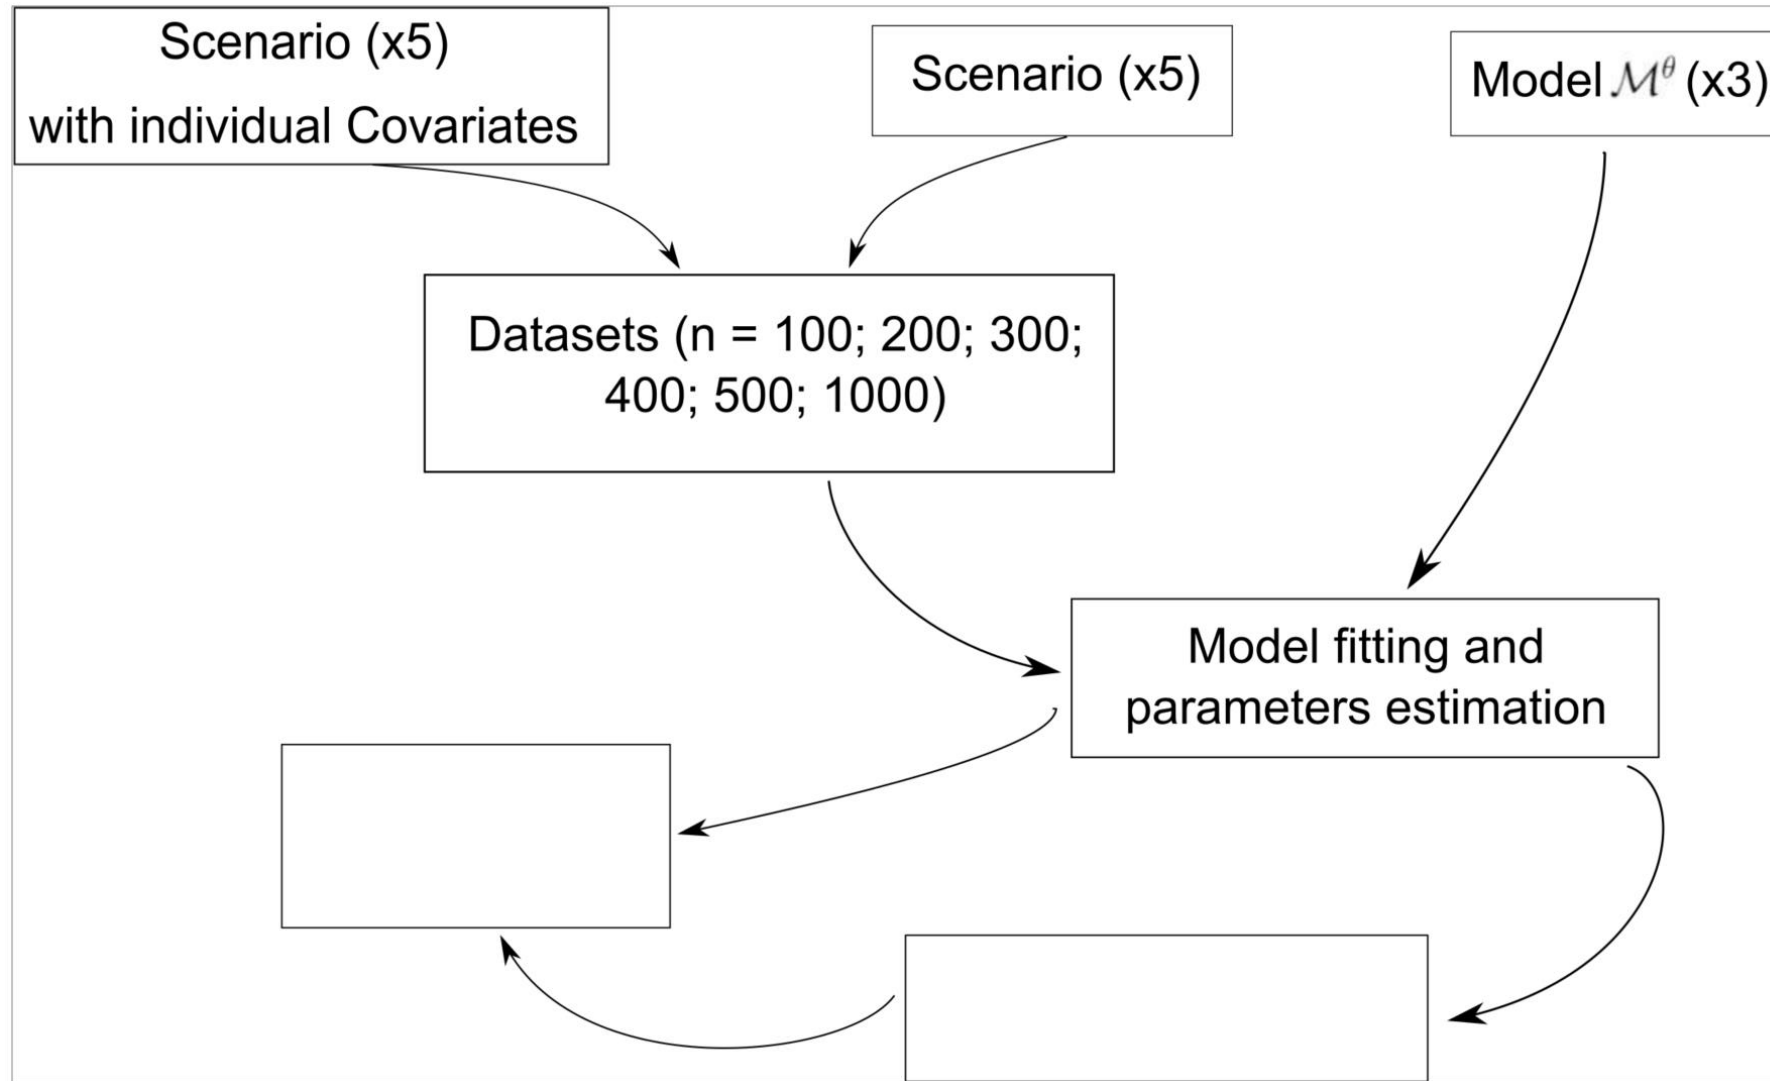 Scenario (x5)
with individual Covariates
Scenario (x5)
Model ℳ^θ (x3)
Datasets (n = 100; 200; 300;
400; 500; 1000)
Model fitting and
parameters estimation